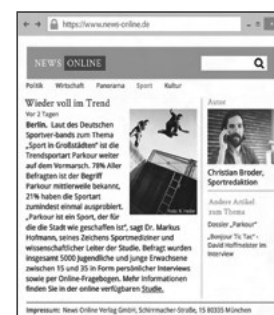 https://www.news-online.de
NEWS ONLINE
Politik Wirtschaft Panorama Sport Kultur
Wieder voll im Trend
Vor 2 Tagen
Berlin. Laut des Deutschen
Sportver-bands zum Thema
„Sport in Großstädten" ist die
Trendsportart Parkour weiter
auf dem Vormarsch. 78% Aller
Befragten ist der Begriff
Parkour mittlerweile bekannt,
21% haben die Sportart
zumindest einmal ausprobiert.
„Parkour ist ein Sport, der für
die die Stadt wie geschaffen ist", sagt Dr. Markus
Hofmann, seines Zeichens Sportmediziner und
wissenschaftlicher Leiter der Studie. Befragt wurden
insgesamt 5000 Jugendliche und junge Erwachsene
zwischen 15 und 35 in Form persönlicher Interviews
sowie per Online-Fragebogen. Mehr Informationen
finden Sie in der online verfügbaren Studie.
Autor
Christian Broder,
Sportredaktion
Andere Artikel
zum Thema
Dossier „Parkour"
„Bonjour Tic Tac" -
David Hoffmeister im
Interview
Impressum: News Online Verlag GmbH, Schirrmacher-Straße, 15 80335 München